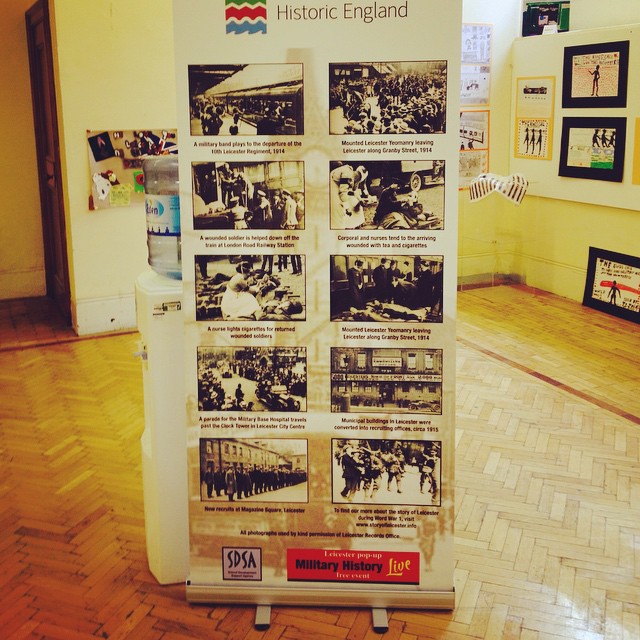 Historic England
A military band plays to the departure of the
10th Leicester Regiment, 1914
Mounted Leicester Yeomanry leaving
Leicester along Granby Street, 1914
A wounded soldier is helped down off the
train at London Road Railway Station
Corporal and nurses tend to the arriving
wounded with tea and cigarettes
A nurse lights cigarettes for returned
wounded soldiers
Mounted Leicester Yeomanry leaving
Leicester along Granby Street, 1914
A parade for the Military Base Hospital travels
past the Clock Tower in Leicester City Centre
Municipal buildings in Leicester were
converted into recruiting offices, circa 1915
New recruits at Magazine Square, Leicester
To find out more about the story of Leicester
during World War 1, visit
www.storyofleicester.info
All photographs used by kind permission of Leicester Records Office
SDSA
Leicester pop-up
Military History Live
free event